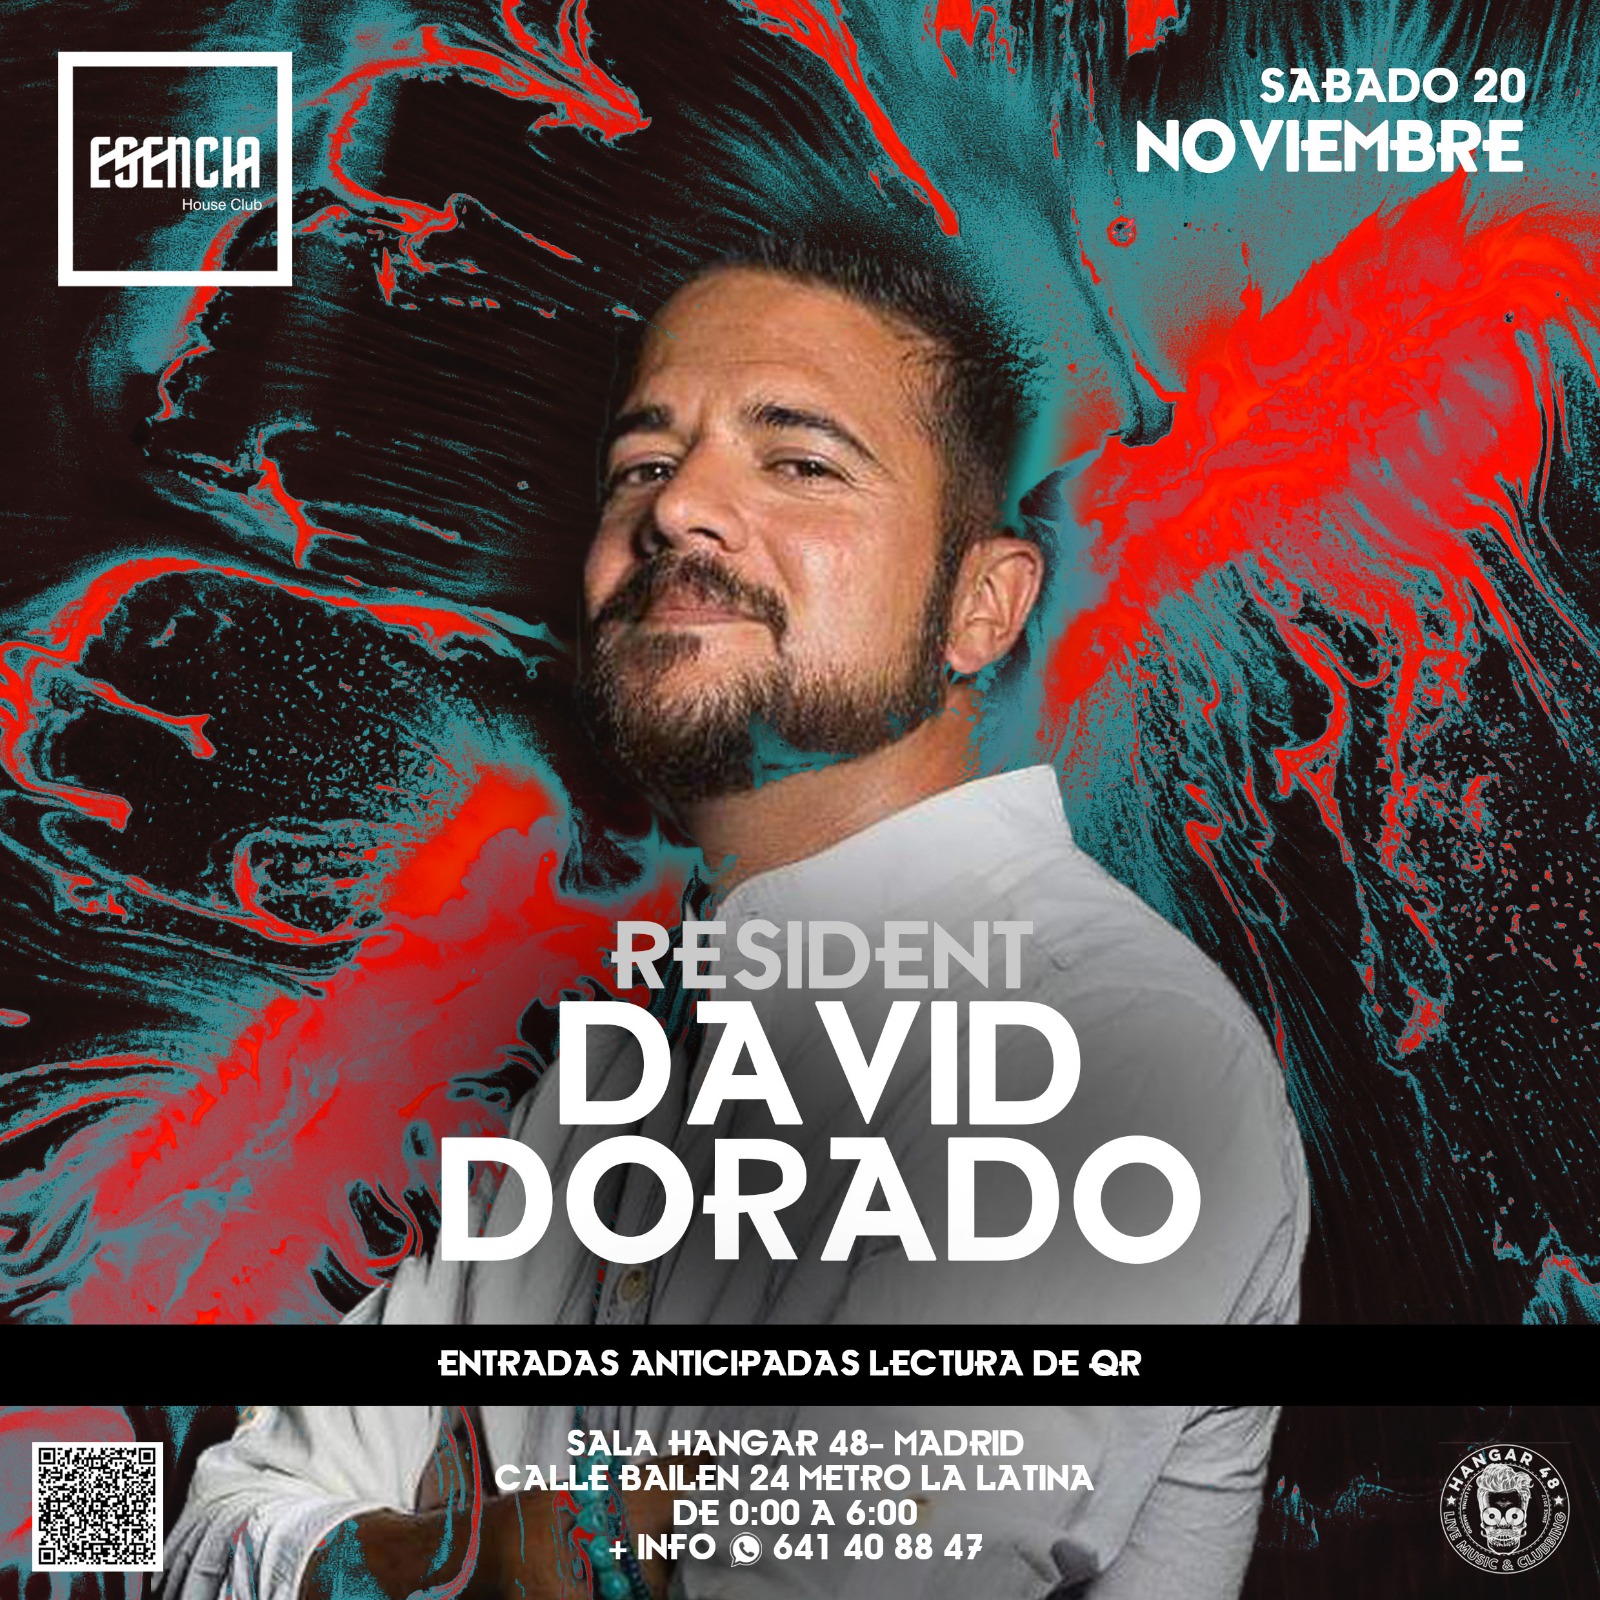 ESENCIA
House Club
SABADO 20
NOVIEMBRE
RESIDENT
DAVID
DORADO
ENTRADAS ANTICIPADAS LECTURA DE QR
SALA HANGAR 48- MADRID
CALLE BAILEN 24 METRO LA LATINA
DE 0:00 A 6:00
+ INFO 641 40 88 47
HANGAR 48
LIVE MUSIC & CLUBBING